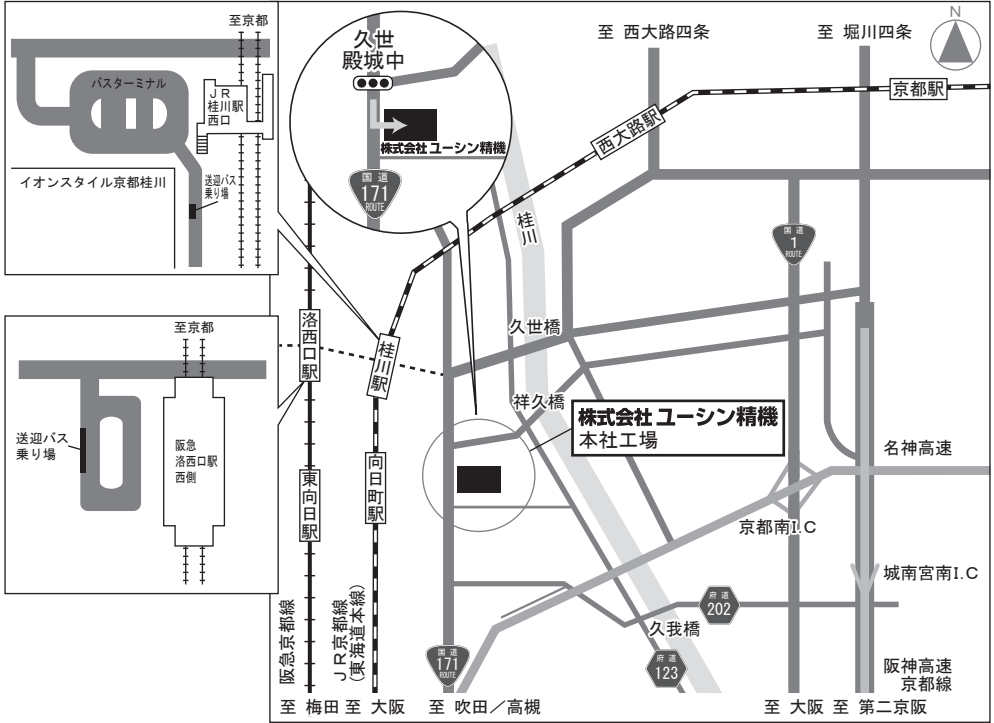 至京都
バスターミナル
JR
桂川駅
西口
イオンスタイル京都桂川
送迎バス
乗り場
久世
殿城中
株式会社 ユーシン精機
国道
171
ROUTE
至 西大路四条
至 堀川四条
N
京都駅
西大路駅
桂川
国道
1
ROUTE
洛西口駅
桂川駅
久世橋
祥久橋
株式会社 ユーシン精機
本社工場
至京都
送迎バス
乗り場
阪急
洛西口駅
西側
東向日駅
向日町駅
名神高速
京都南I.C
城南宮南I.C
府道
202
久我橋
府道
123
阪急京都線
JR京都線
(東海道本線)
国道
171
ROUTE
阪神高速
京都線
至 梅田
至 大阪
至 吹田／高槻
至 大阪
至 第二京阪